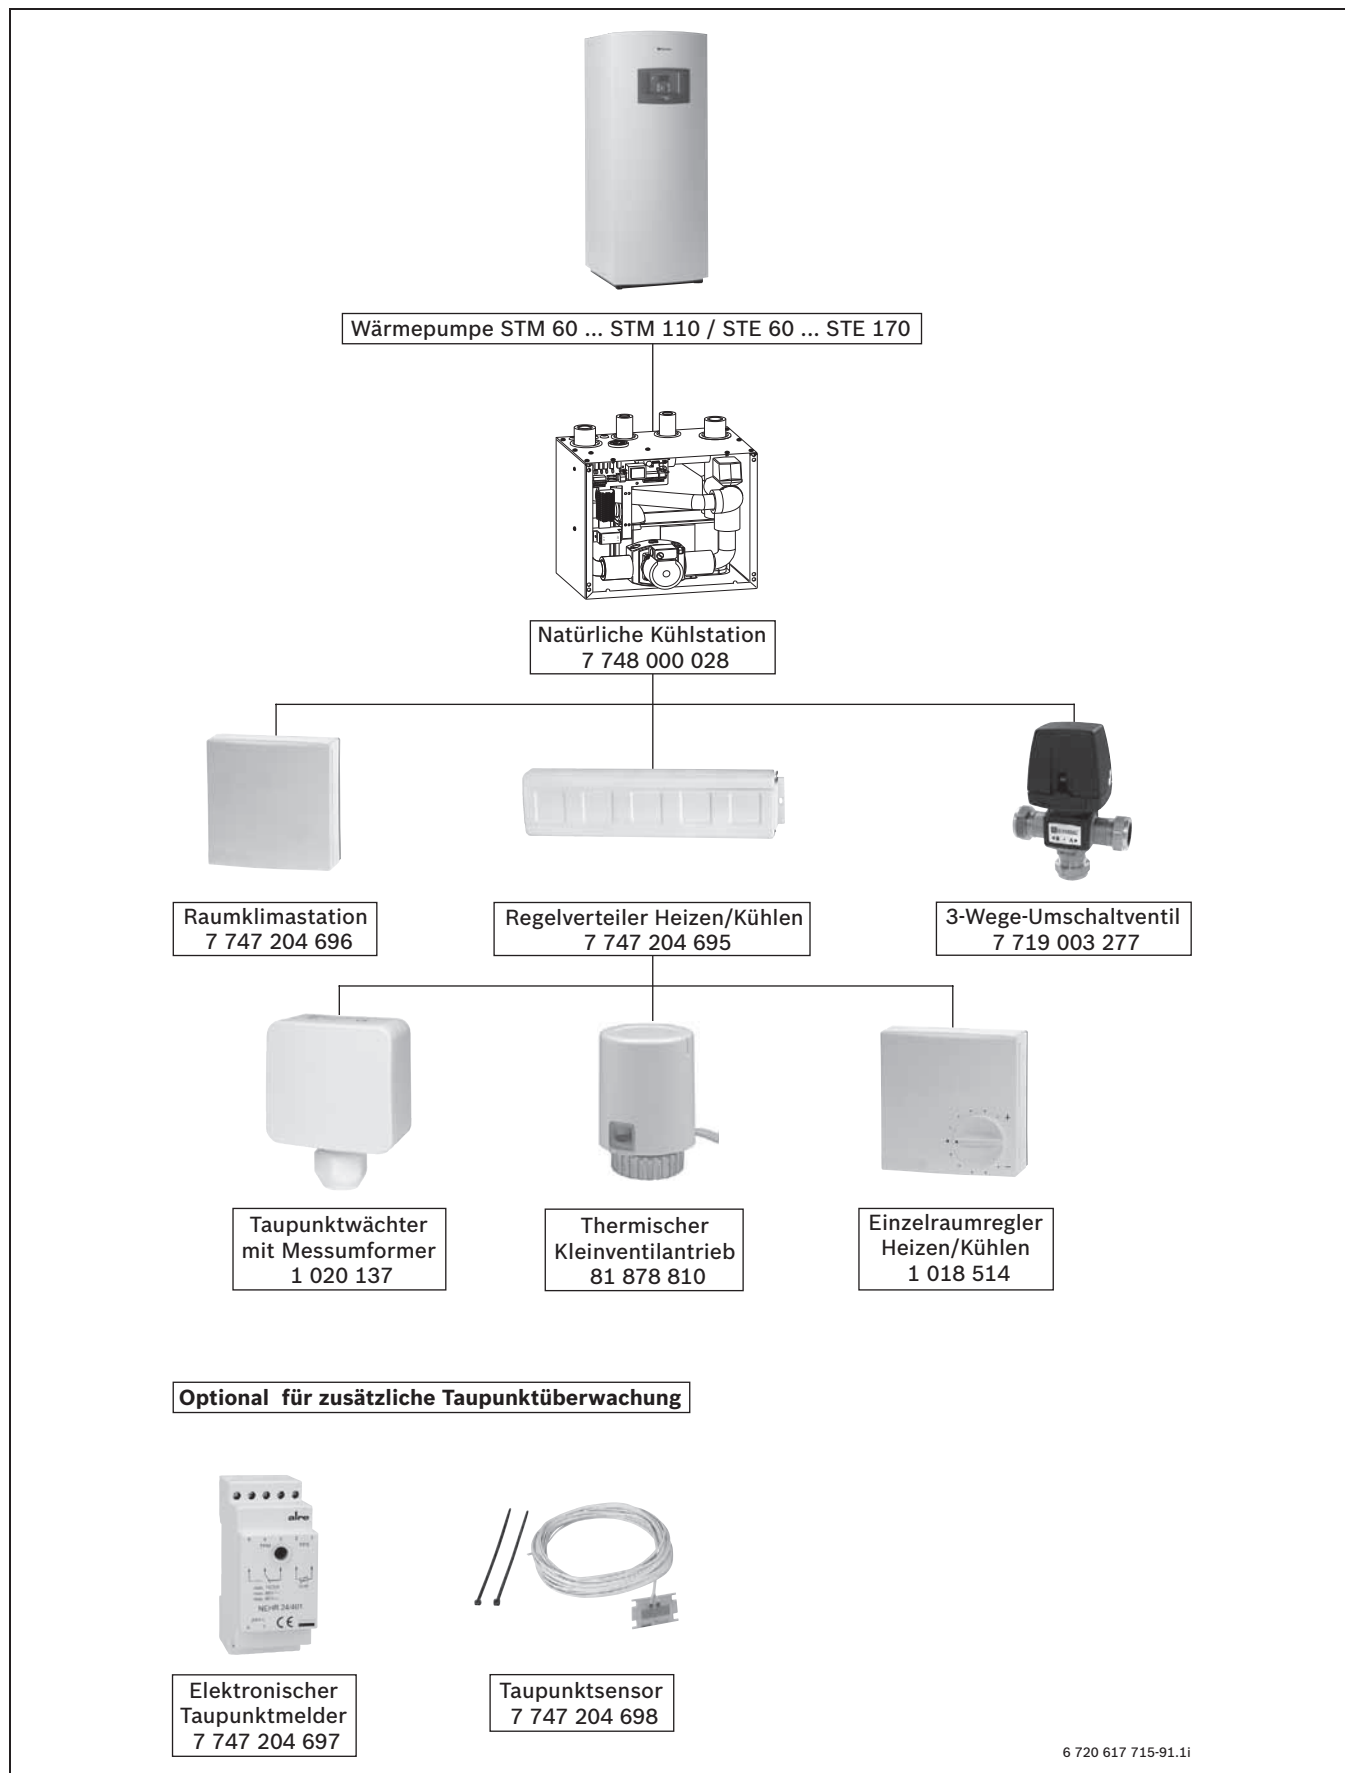 Wärmepumpe STM 60 ... STM 110 / STE 60 ... STE 170
Natürliche Kühlstation
7 748 000 028
Raumklimastation
7 747 204 696
Regelverteiler Heizen/Kühlen
7 747 204 695
3-Wege-Umschaltventil
7 719 003 277
Taupunktwächter
mit Messumformer
1 020 137
Thermischer
Kleinventilantrieb
81 878 810
Einzelraumregler
Heizen/Kühlen
1 018 514
Optional für zusätzliche Taupunktüberwachung
alre
CE
Elektronischer
Taupunktmelder
7 747 204 697
Taupunktsensor
7 747 204 698
6 720 617 715-91.1i